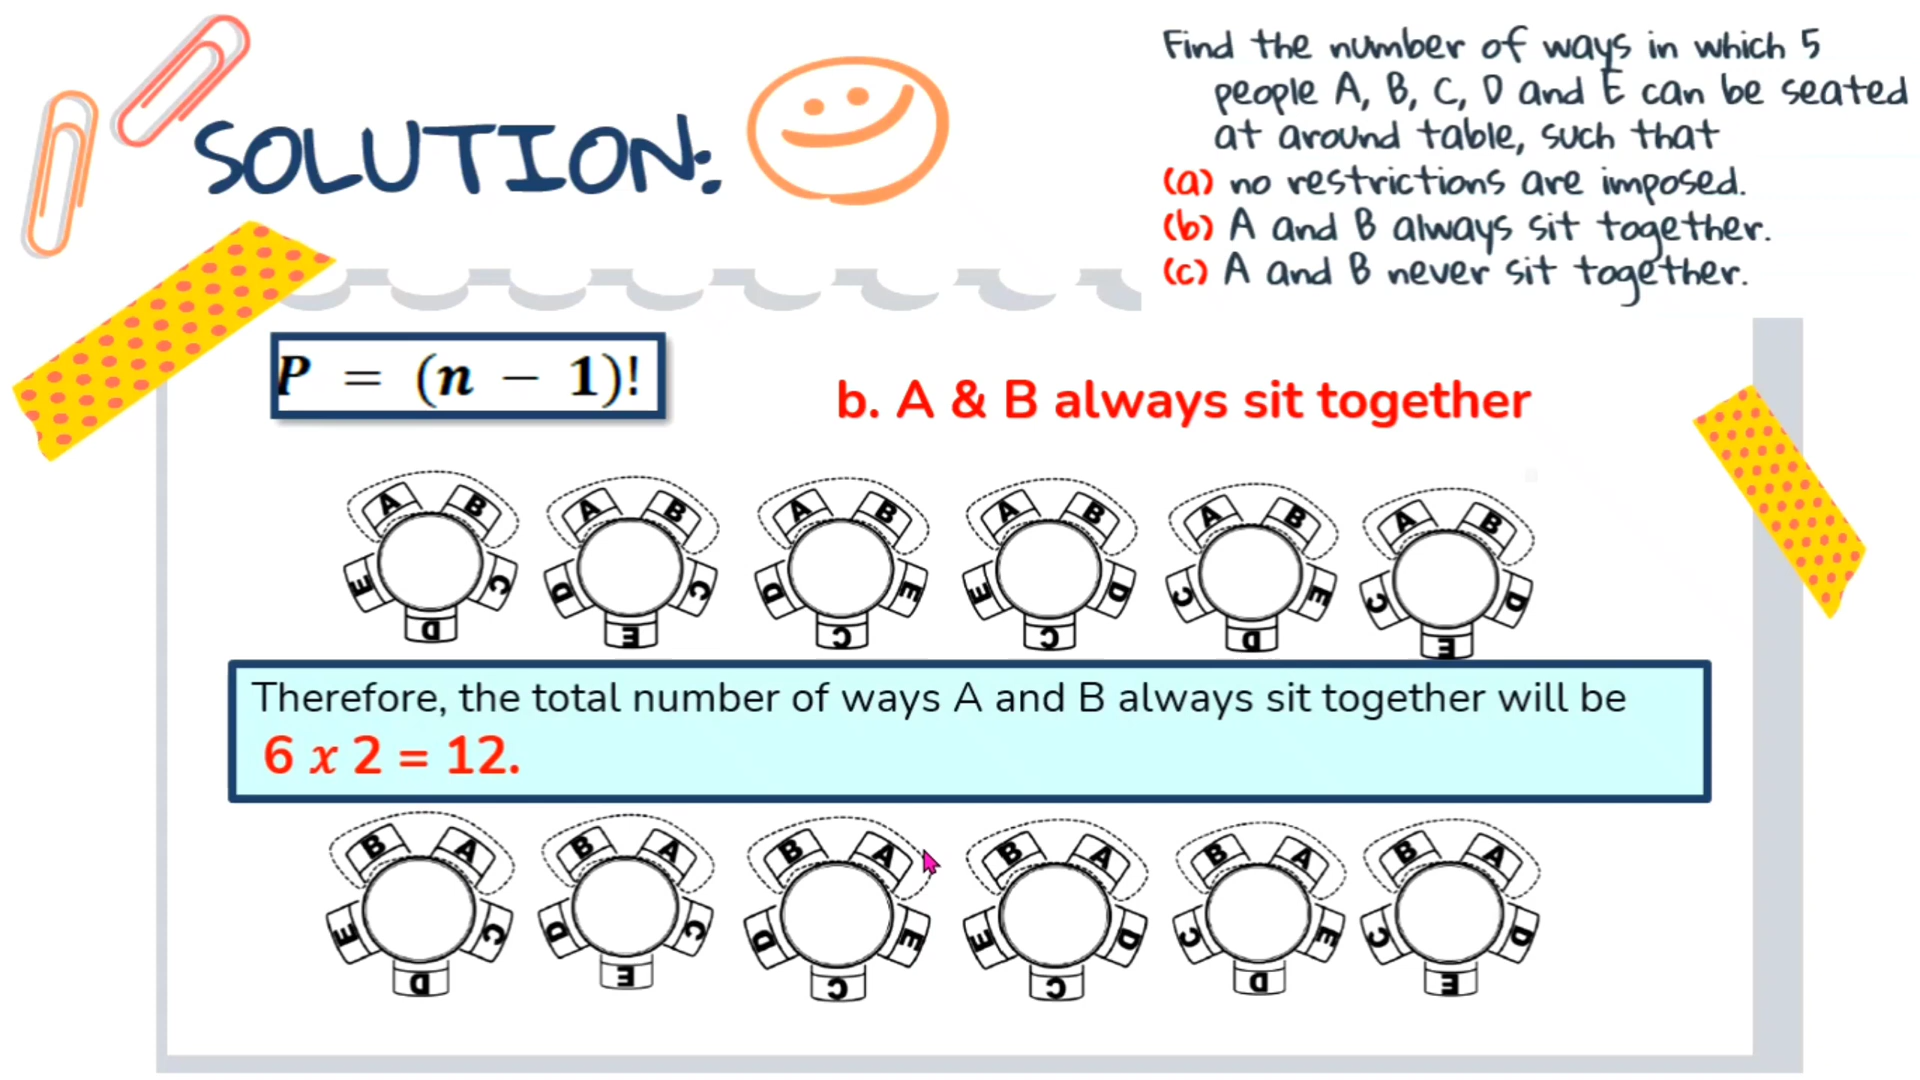 SOLUTION:
Find the number of ways in which 5
people A, B, C, D and E can be seated
at around table, such that
(a) no restrictions are imposed.
(b) A and B always sit together.
(c) A and B never sit together.
P = (n − 1)!
b. A & B always sit together
A B C D E
A B C E D
A B E C D
A B D C E
A B E D C
A B D E C
Therefore, the total number of ways A and B always sit together will be
6 x 2 = 12.
B A C D E
B A C E D
B A E C D
B A D C E
B A E D C
B A D E C